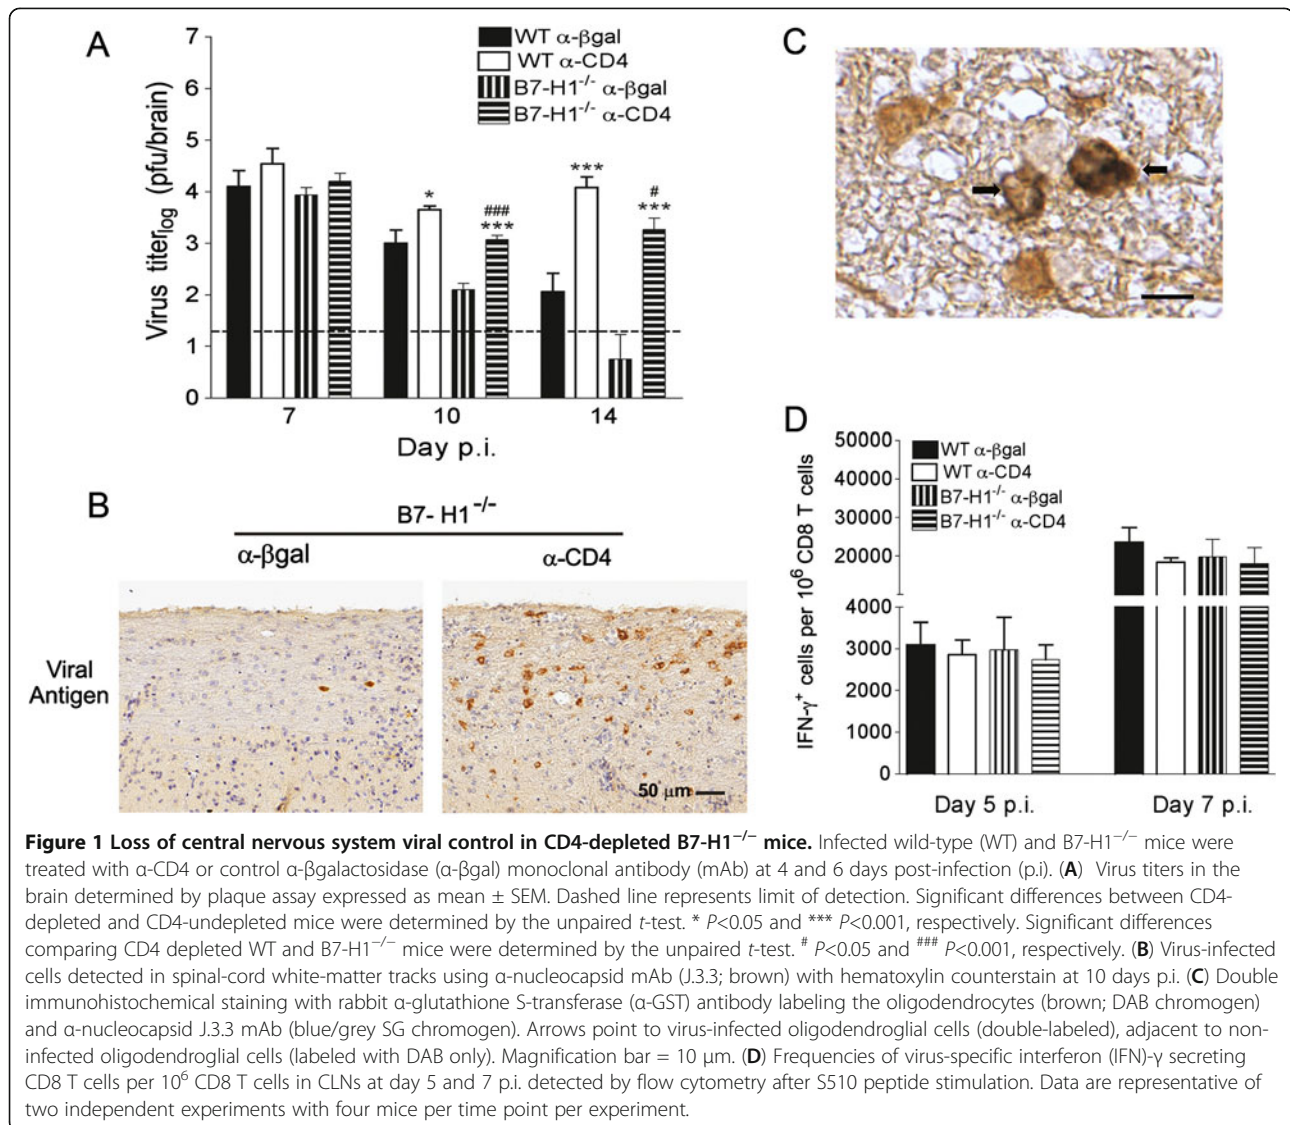 A
WT α-βgal
WT α-CD4
B7-H1-/- α-βgal
B7-H1-/- α-CD4
Virus titerlog (pfu/brain)
7
6
5
4
3
2
1
0
*
###
***
***
#
***
7 10 14
Day p.i.
C
B
B7- H1-/-
α-βgal α-CD4
Viral
Antigen
50 µm
D
IFN-γ+ cells per 106 CD8 T cells
50000
40000
30000
20000
10000
4000
3000
2000
1000
0
WT α-βgal
WT α-CD4
B7-H1-/- α-βgal
B7-H1-/- α-CD4
Day 5 p.i. Day 7 p.i.
Figure 1 Loss of central nervous system viral control in CD4-depleted B7-H1−/− mice. Infected wild-type (WT) and B7-H1−/− mice were
treated with α-CD4 or control α-βgalactosidase (α-βgal) monoclonal antibody (mAb) at 4 and 6 days post-infection (p.i). (A) Virus titers in the
brain determined by plaque assay expressed as mean ± SEM. Dashed line represents limit of detection. Significant differences between CD4-
depleted and CD4-undepleted mice were determined by the unpaired t-test. * P<0.05 and *** P<0.001, respectively. Significant differences
comparing CD4 depleted WT and B7-H1−/− mice were determined by the unpaired t-test. # P<0.05 and ### P<0.001, respectively. (B) Virus-infected
cells detected in spinal-cord white-matter tracks using α-nucleocapsid mAb (J.3.3; brown) with hematoxylin counterstain at 10 days p.i. (C) Double
immunohistochemical staining with rabbit α-glutathione S-transferase (α-GST) antibody labeling the oligodendrocytes (brown; DAB chromogen)
and α-nucleocapsid J.3.3 mAb (blue/grey SG chromogen). Arrows point to virus-infected oligodendroglial cells (double-labeled), adjacent to non-
infected oligodendroglial cells (labeled with DAB only). Magnification bar = 10 µm. (D) Frequencies of virus-specific interferon (IFN)-γ secreting
CD8 T cells per 106 CD8 T cells in CLNs at day 5 and 7 p.i. detected by flow cytometry after S510 peptide stimulation. Data are representative of
two independent experiments with four mice per time point per experiment.